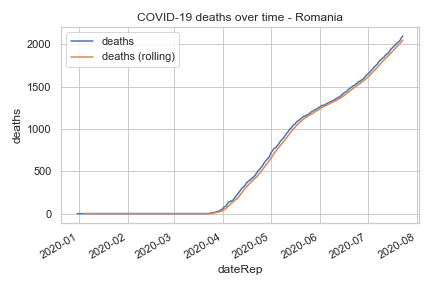 COVID-19 deaths over time - Romania
deaths
deaths (rolling)
2000
1500
1000
500
0
deaths
2020-01
2020-02
2020-03
2020-04
2020-05
2020-06
2020-07
2020-08
dateRep